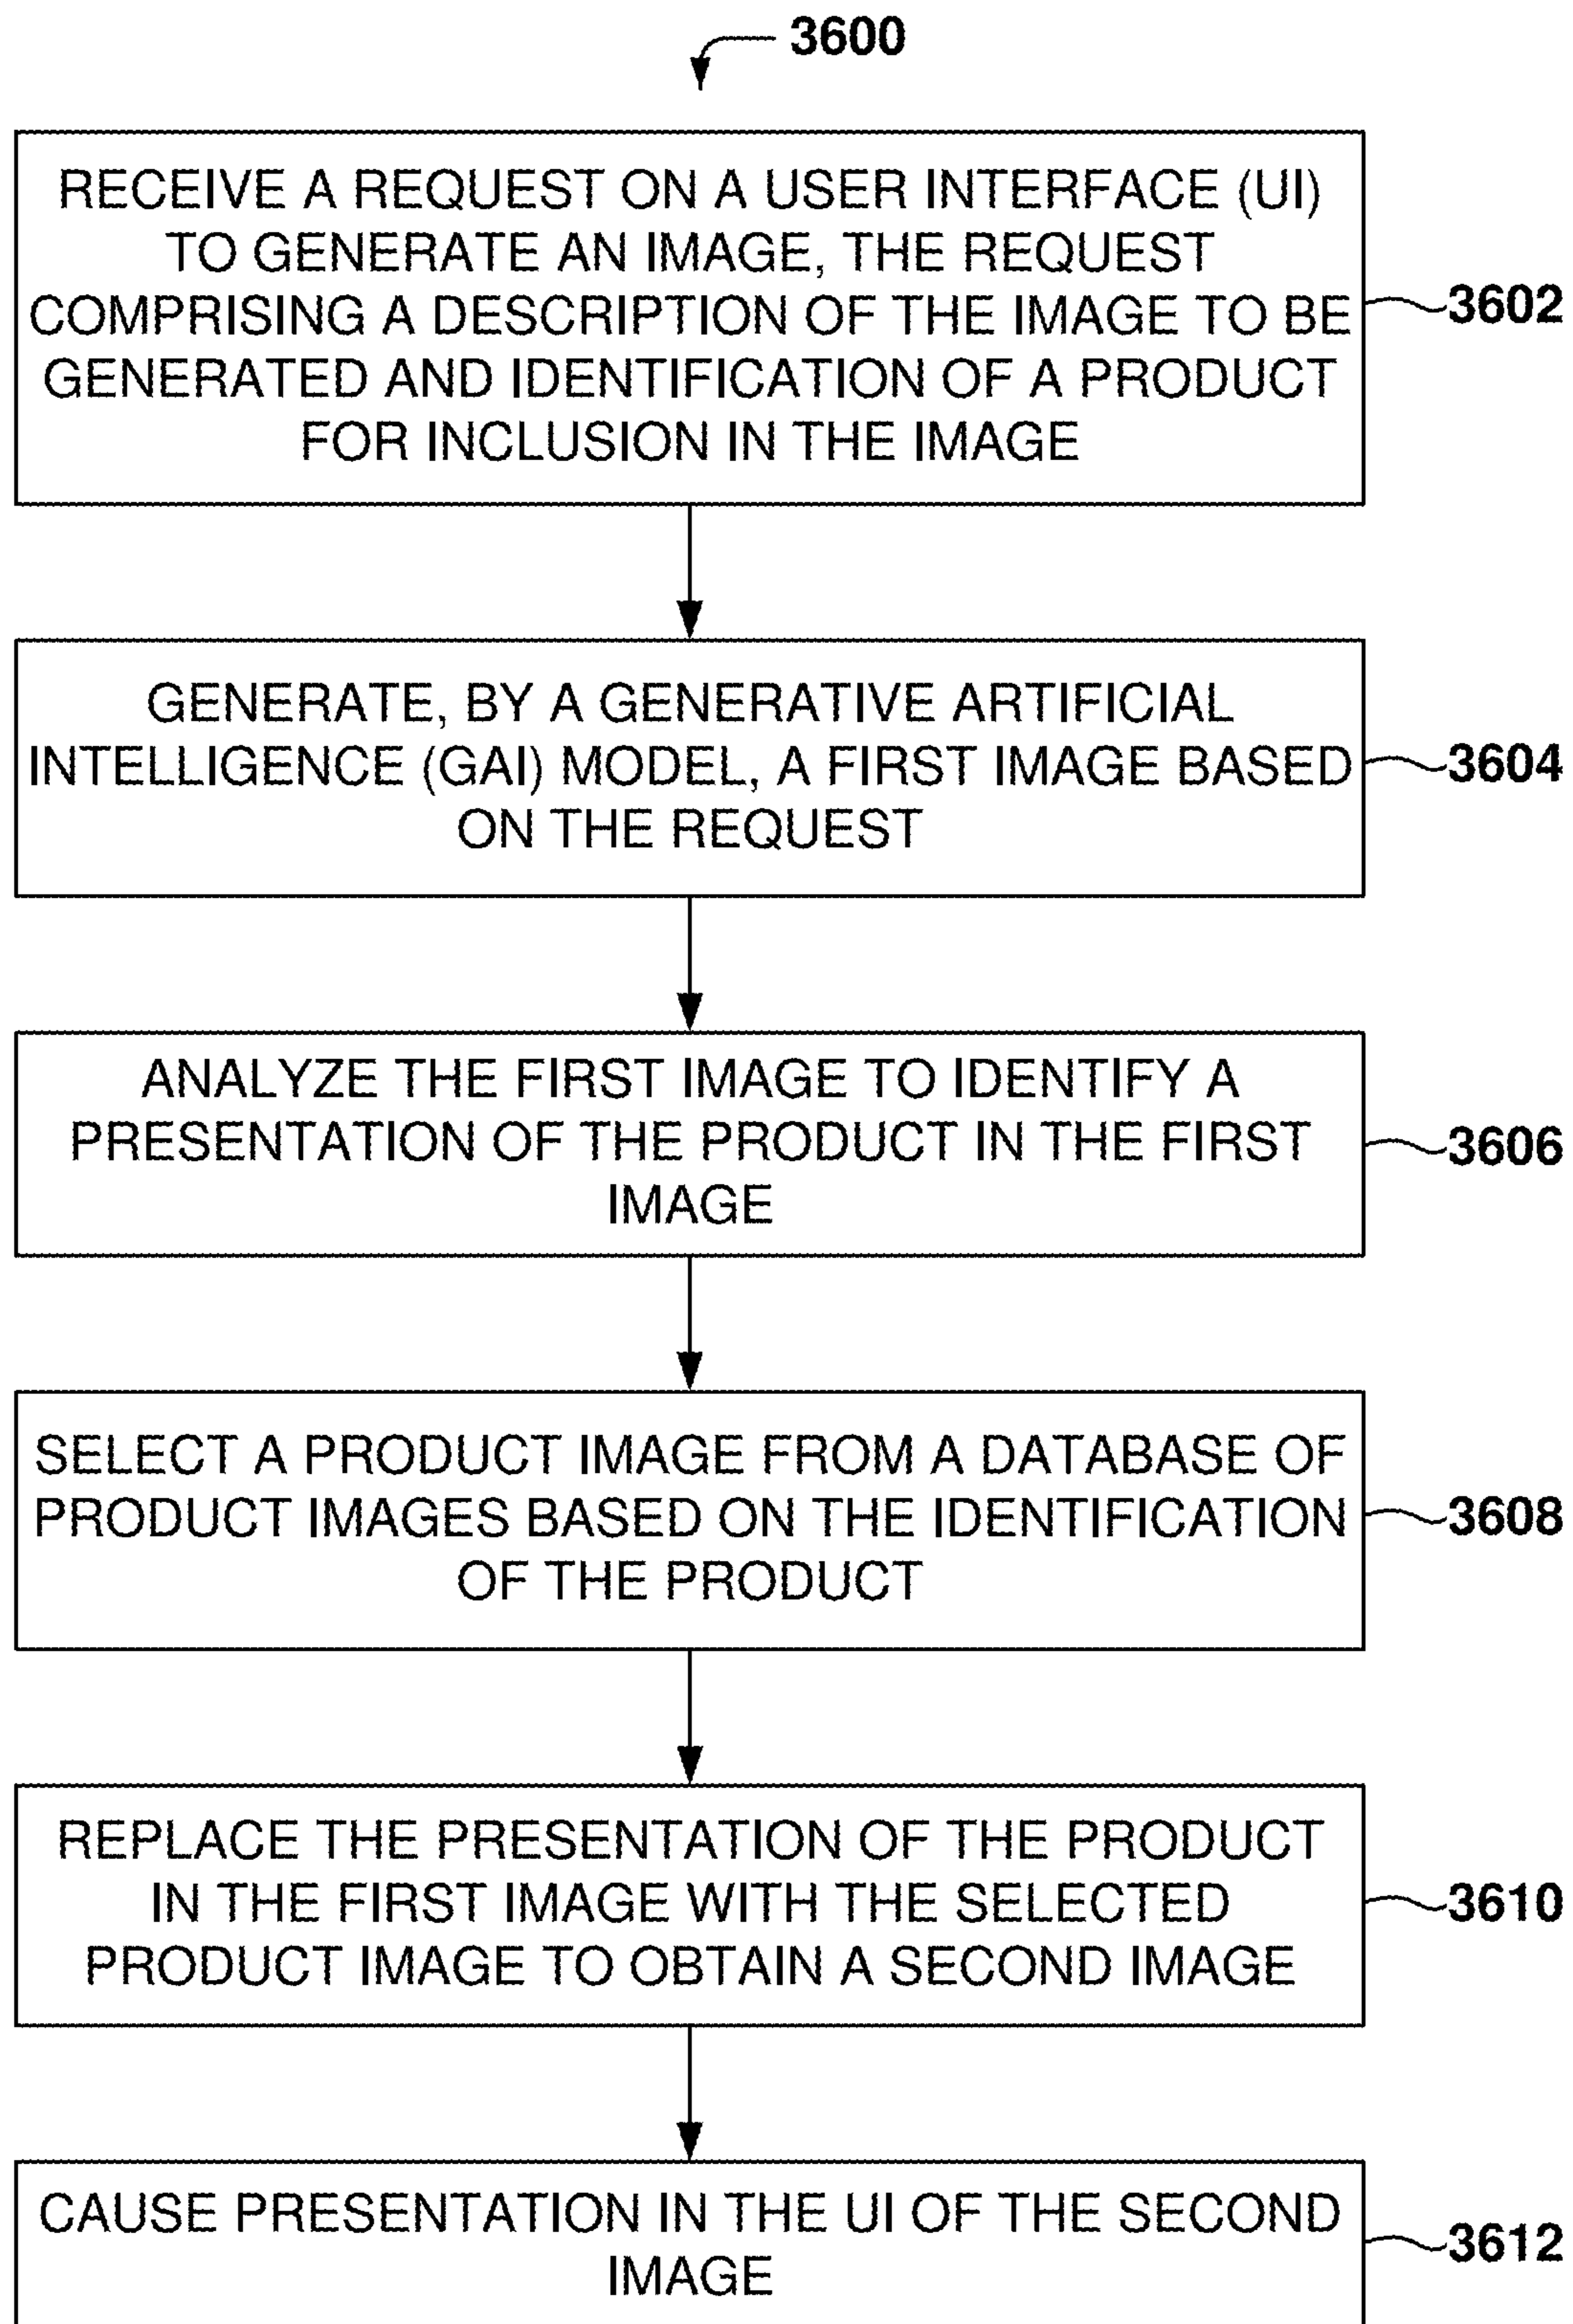 3600
RECEIVE A REQUEST ON A USER INTERFACE (UI)
TO GENERATE AN IMAGE, THE REQUEST
COMPRISING A DESCRIPTION OF THE IMAGE TO BE
GENERATED AND IDENTIFICATION OF A PRODUCT
FOR INCLUSION IN THE IMAGE
3602
GENERATE, BY A GENERATIVE ARTIFICIAL
INTELLIGENCE (GAI) MODEL, A FIRST IMAGE BASED
ON THE REQUEST
3604
ANALYZE THE FIRST IMAGE TO IDENTIFY A
PRESENTATION OF THE PRODUCT IN THE FIRST
IMAGE
3606
SELECT A PRODUCT IMAGE FROM A DATABASE OF
PRODUCT IMAGES BASED ON THE IDENTIFICATION
OF THE PRODUCT
3608
REPLACE THE PRESENTATION OF THE PRODUCT
IN THE FIRST IMAGE WITH THE SELECTED
PRODUCT IMAGE TO OBTAIN A SECOND IMAGE
3610
CAUSE PRESENTATION IN THE UI OF THE SECOND
IMAGE
3612